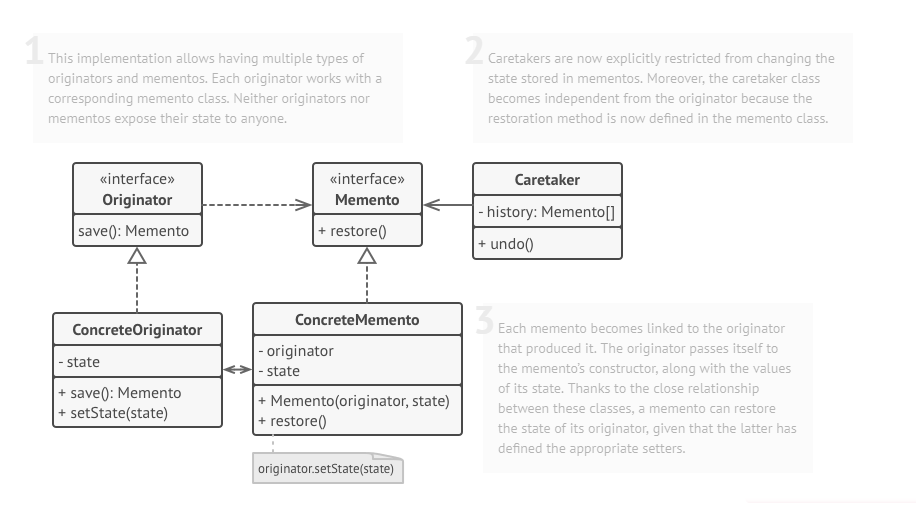 1
This implementation allows having multiple types of
originators and mementos. Each originator works with a
corresponding memento class. Neither originators nor
mementos expose their state to anyone.
2
Caretakers are now explicitly restricted from changing the
state stored in mementos. Moreover, the caretaker class
becomes independent from the originator because the
restoration method is now defined in the memento class.
«interface»
Originator
save(): Memento
«interface»
Memento
+ restore()
Caretaker
- history: Memento[]
+ undo()
ConcreteOriginator
- state
+ save(): Memento
+ setState(state)
ConcreteMemento
- originator
- state
+ Memento(originator, state)
+ restore()
originator.setState(state)
3
Each memento becomes linked to the originator
that produced it. The originator passes itself to
the memento's constructor, along with the values
of its state. Thanks to the close relationship
between these classes, a memento can restore
the state of its originator, given that the latter has
defined the appropriate setters.